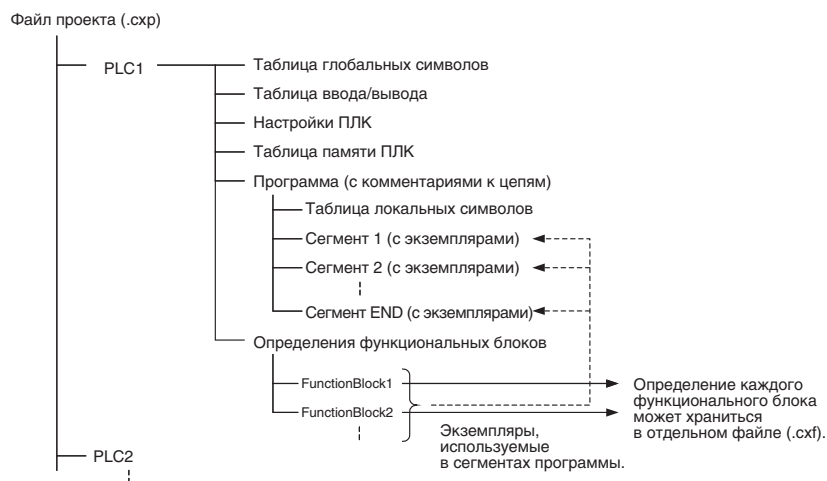 Файл проекта (.cxp)
PLC1
Таблица глобальных символов
Таблица ввода/вывода
Настройки ПЛК
Таблица памяти ПЛК
Программа (с комментариями к цепям)
Таблица локальных символов
Сегмент 1 (с экземплярами)
Сегмент 2 (с экземплярами)
Сегмент END (с экземплярами)
Определения функциональных блоков
FunctionBlock1
FunctionBlock2
Экземпляры,
используемые
в сегментах программы.
Определение каждого
функционального блока
может храниться
в отдельном файле (.cxf).
PLC2